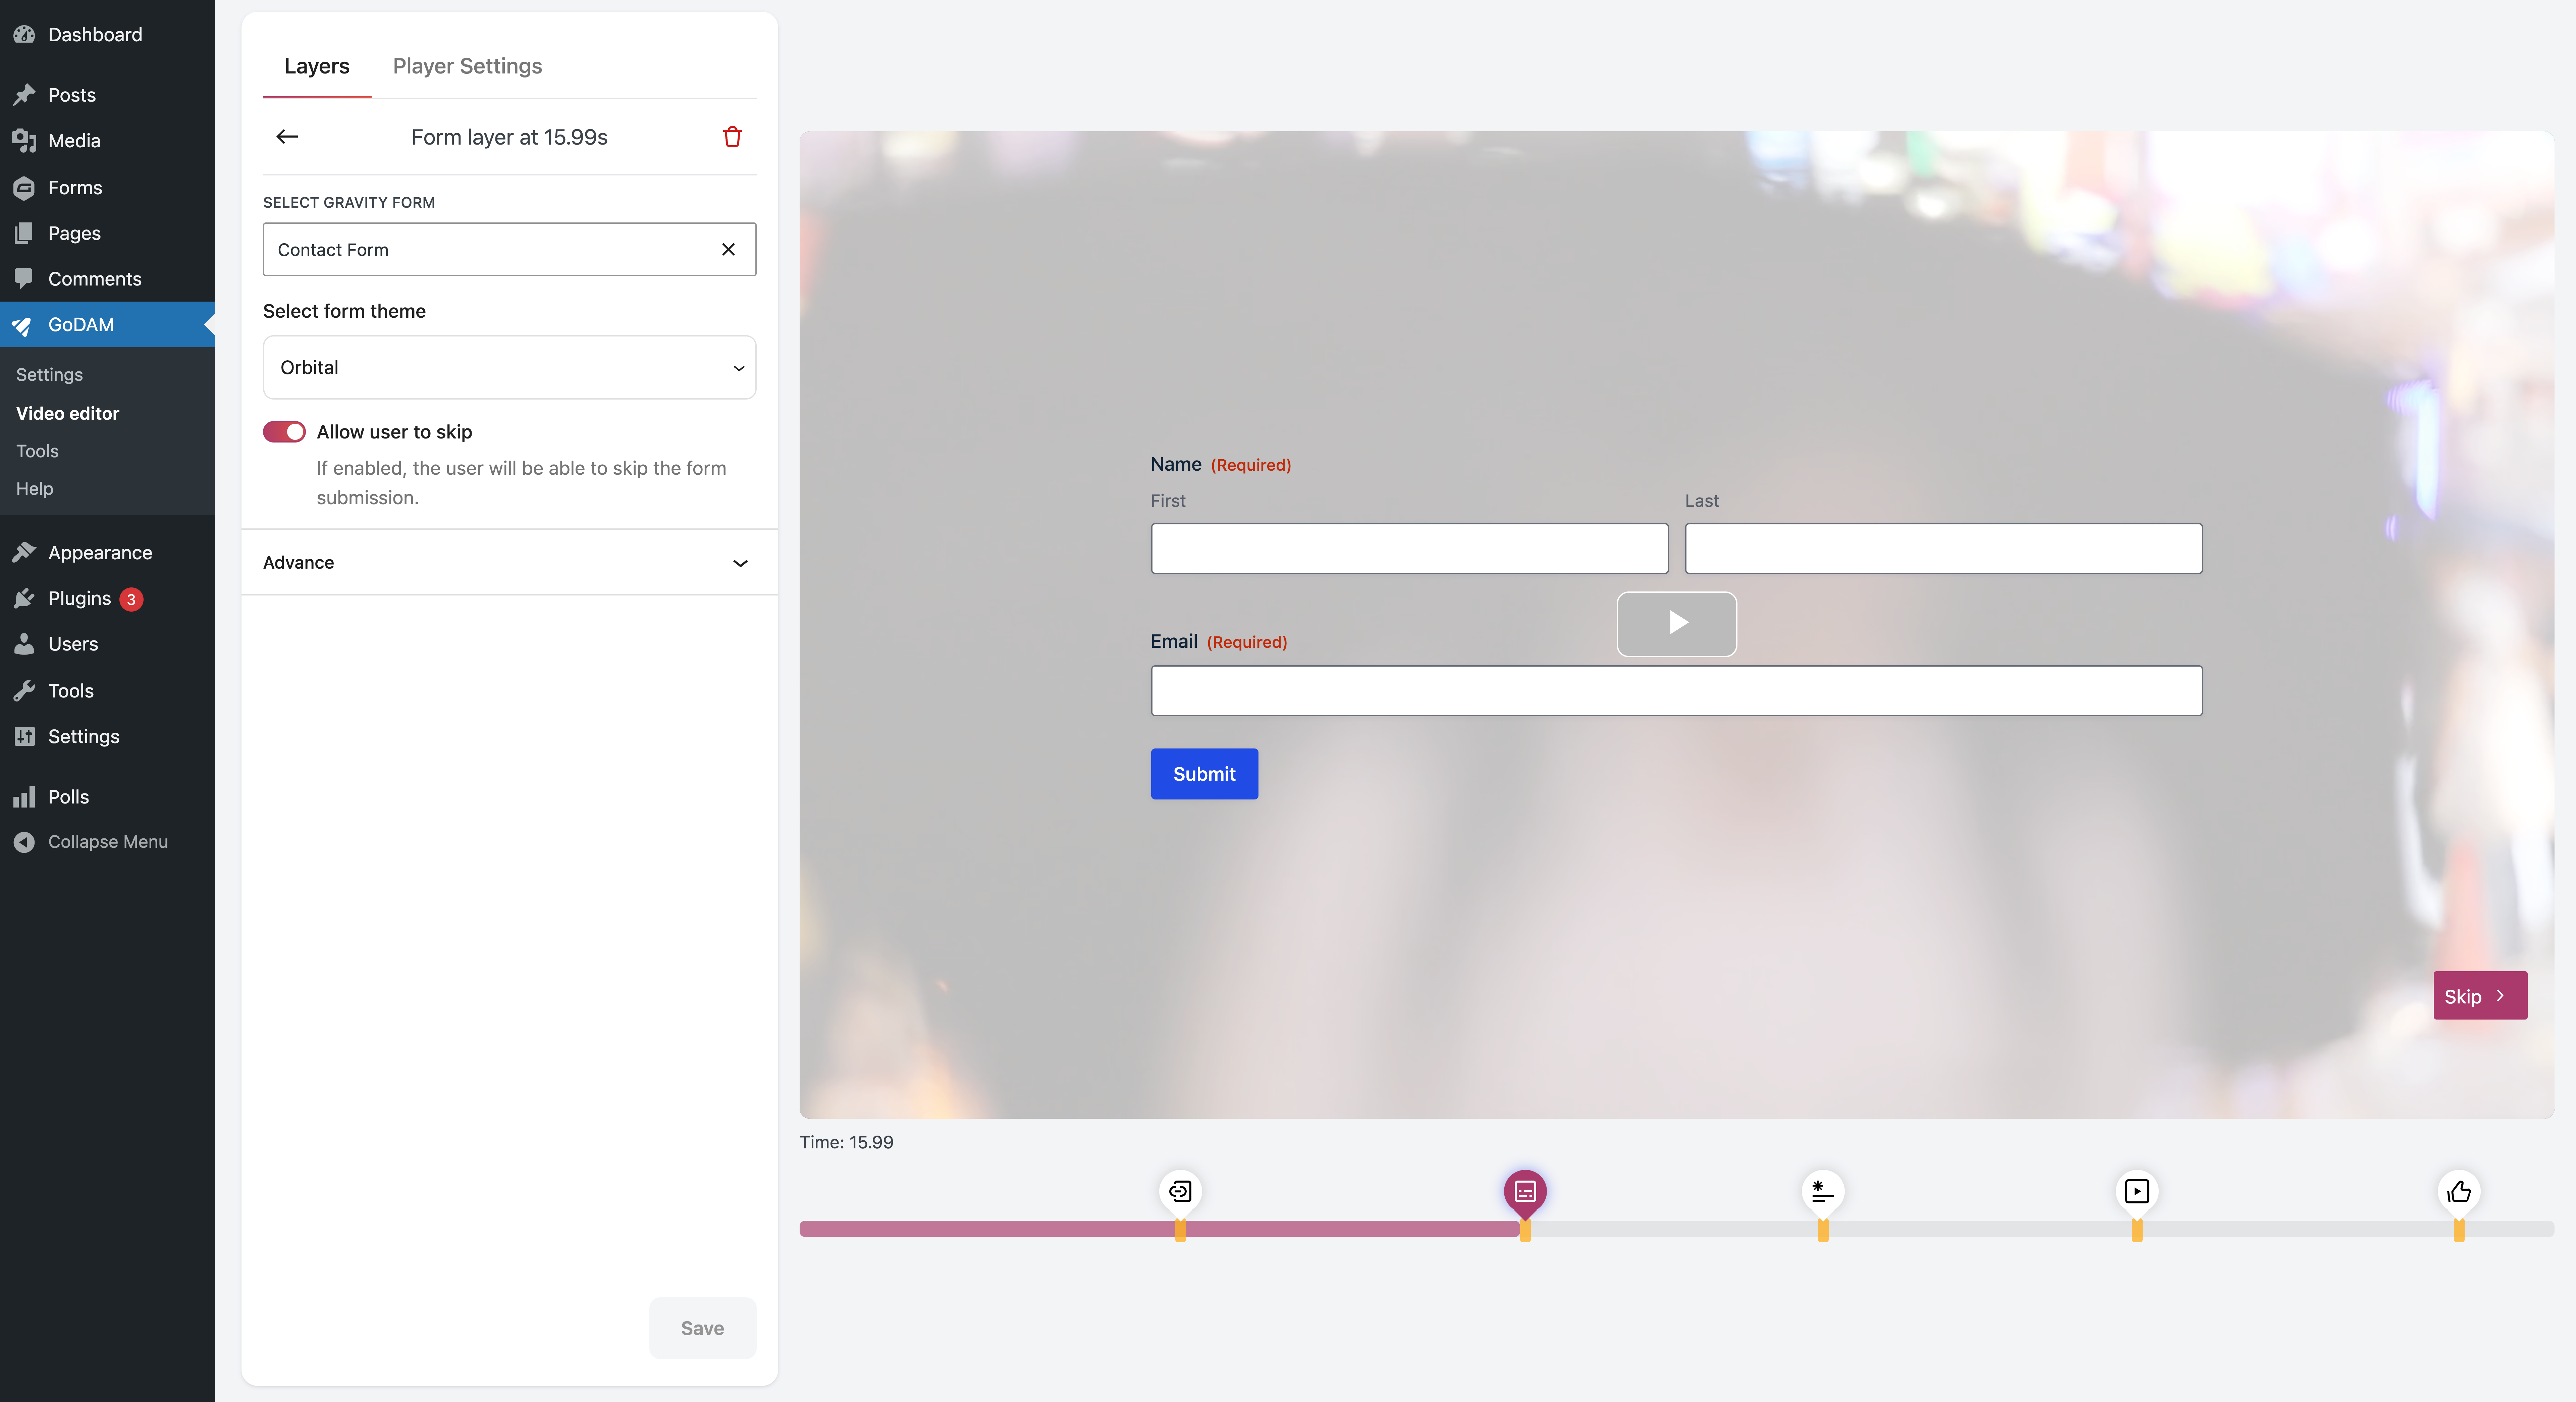 Dashboard
Posts
Media
Forms
Pages
Comments
GoDAM
Settings
Video editor
Tools
Help
Appearance
Plugins 3
Users
Tools
Settings
Polls
Collapse Menu
Layers Player Settings
Form layer at 15.99s
SELECT GRAVITY FORM
Contact Form
Select form theme
Orbital
Allow user to skip
If enabled, the user will be able to skip the form
submission.
Advance
Save
Name (Required)
First Last
Email (Required)
Submit
Skip
Time: 15.99